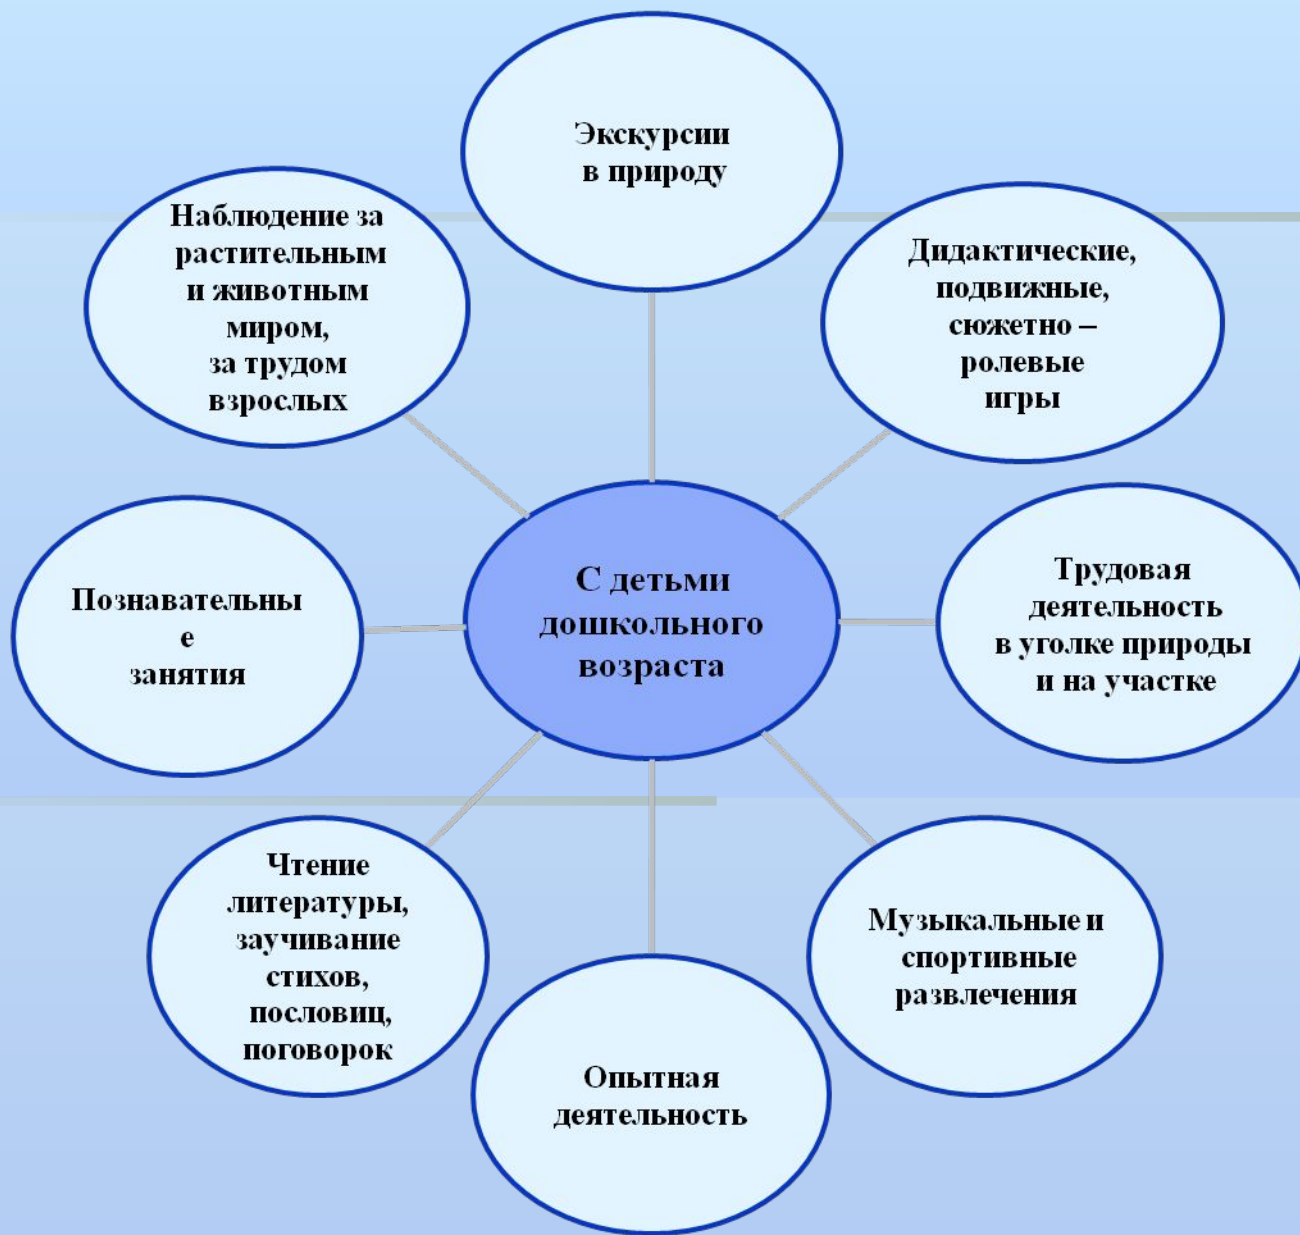 Экскурсии
в природу
Наблюдение за
растительным
и животным
миром,
за трудом
взрослых
Дидактические,
подвижные,
сюжетно –
ролевые
игры
Познавательны
е
занятия
С детьми
дошкольного
возраста
Трудовая
деятельность
в уголке природы
и на участке
Чтение
литературы,
заучивание
стихов,
пословиц,
поговорок
Опытная
деятельность
Музыкальные и
спортивные
развлечения